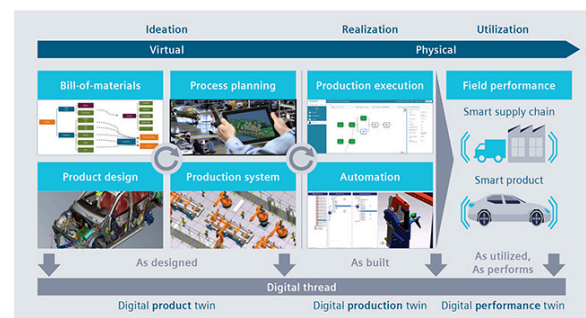 Ideation
Realization
Utilization
Virtual
Physical
Bill-of-materials
Process planning
Production execution
Field performance
Smart supply chain
Product design
Production system
Automation
Smart product
As designed
As built
As utilized,
As performs
Digital thread
Digital product twin
Digital production twin
Digital performance twin